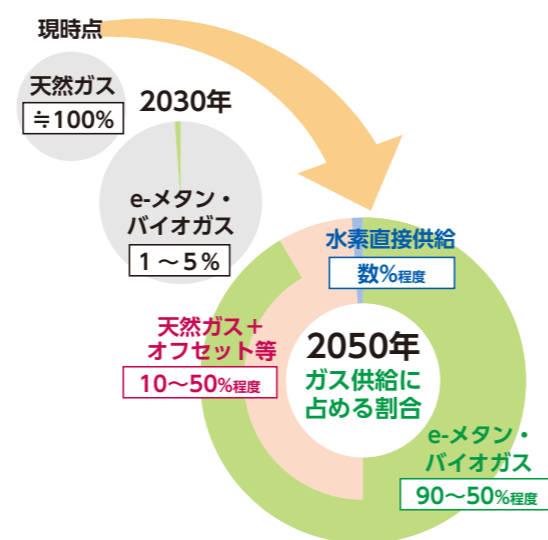 現時点
天然ガス
≒100%
2030年
e-メタン・
バイオガス
1～5%
水素直接供給
数%程度
天然ガス＋
オフセット等
10～50%程度
2050年
ガス供給に
占める割合
e-メタン・
バイオガス
90～50%程度